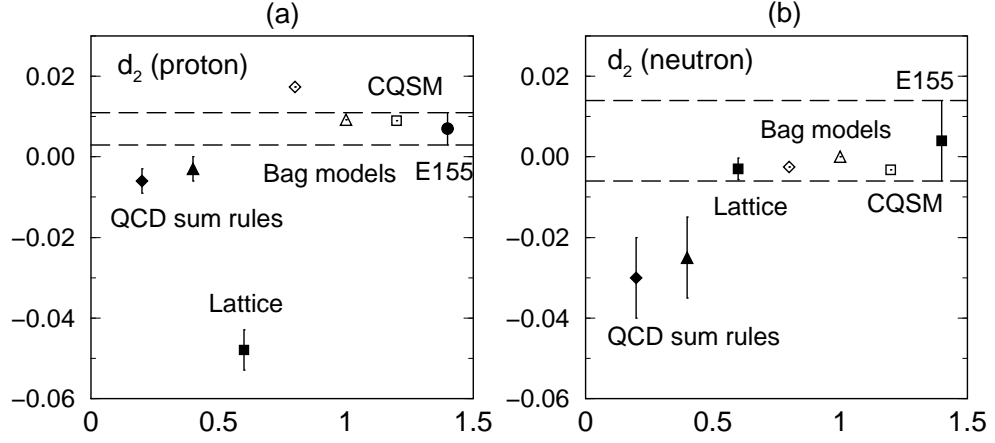 (a)
d2 (proton)
CQSM
Bag models
E155
QCD sum rules
Lattice
0.02
0.00
−0.02
−0.04
−0.06
0
0.5
1
1.5
(b)
d2 (neutron)
E155
Bag models
Lattice
CQSM
QCD sum rules
0.02
0.00
−0.02
−0.04
−0.06
0
0.5
1
1.5